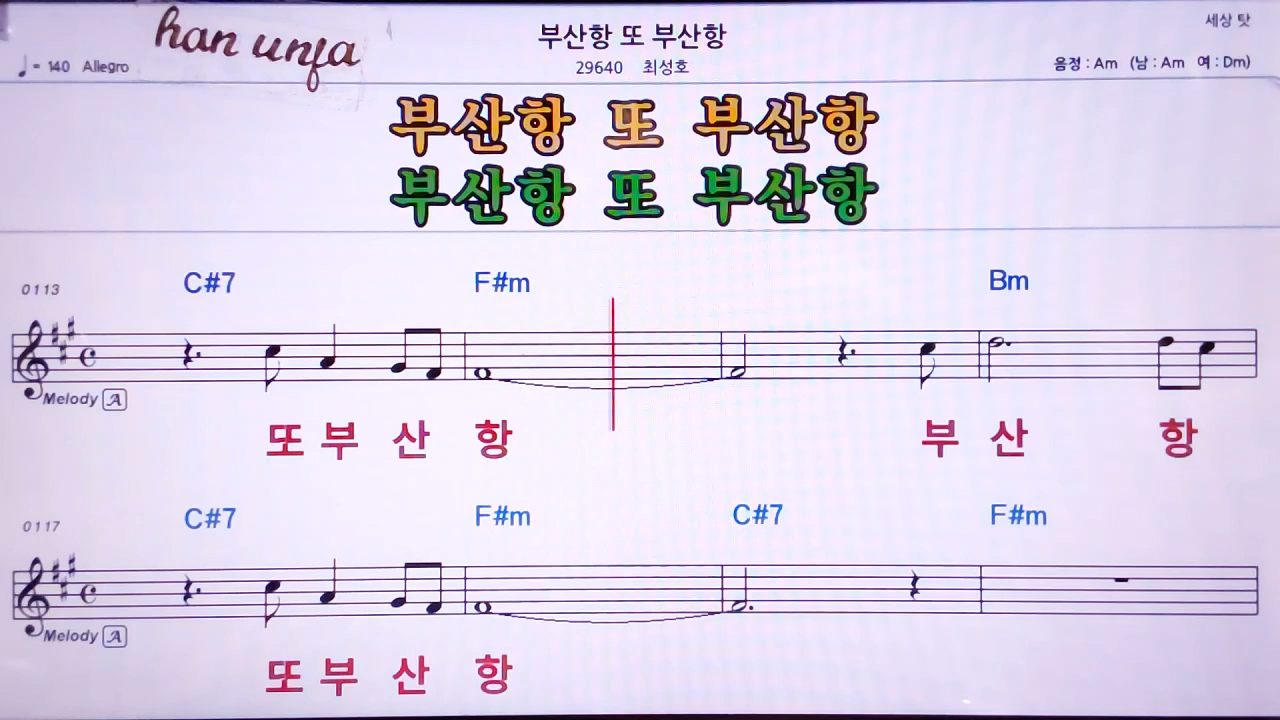 han unfa
부산항 또 부산항
세상 탓
♩= 140 Allegro
29640 최성호
음정 : Am (남 : Am 여 : Dm)
부산항 또 부산항
부산항 또 부산항
C#7 F#m Bm
0113
Melody A
또 부 산 항 부 산 항
C#7 F#m C#7 F#m
0117
Melody A
또 부 산 항